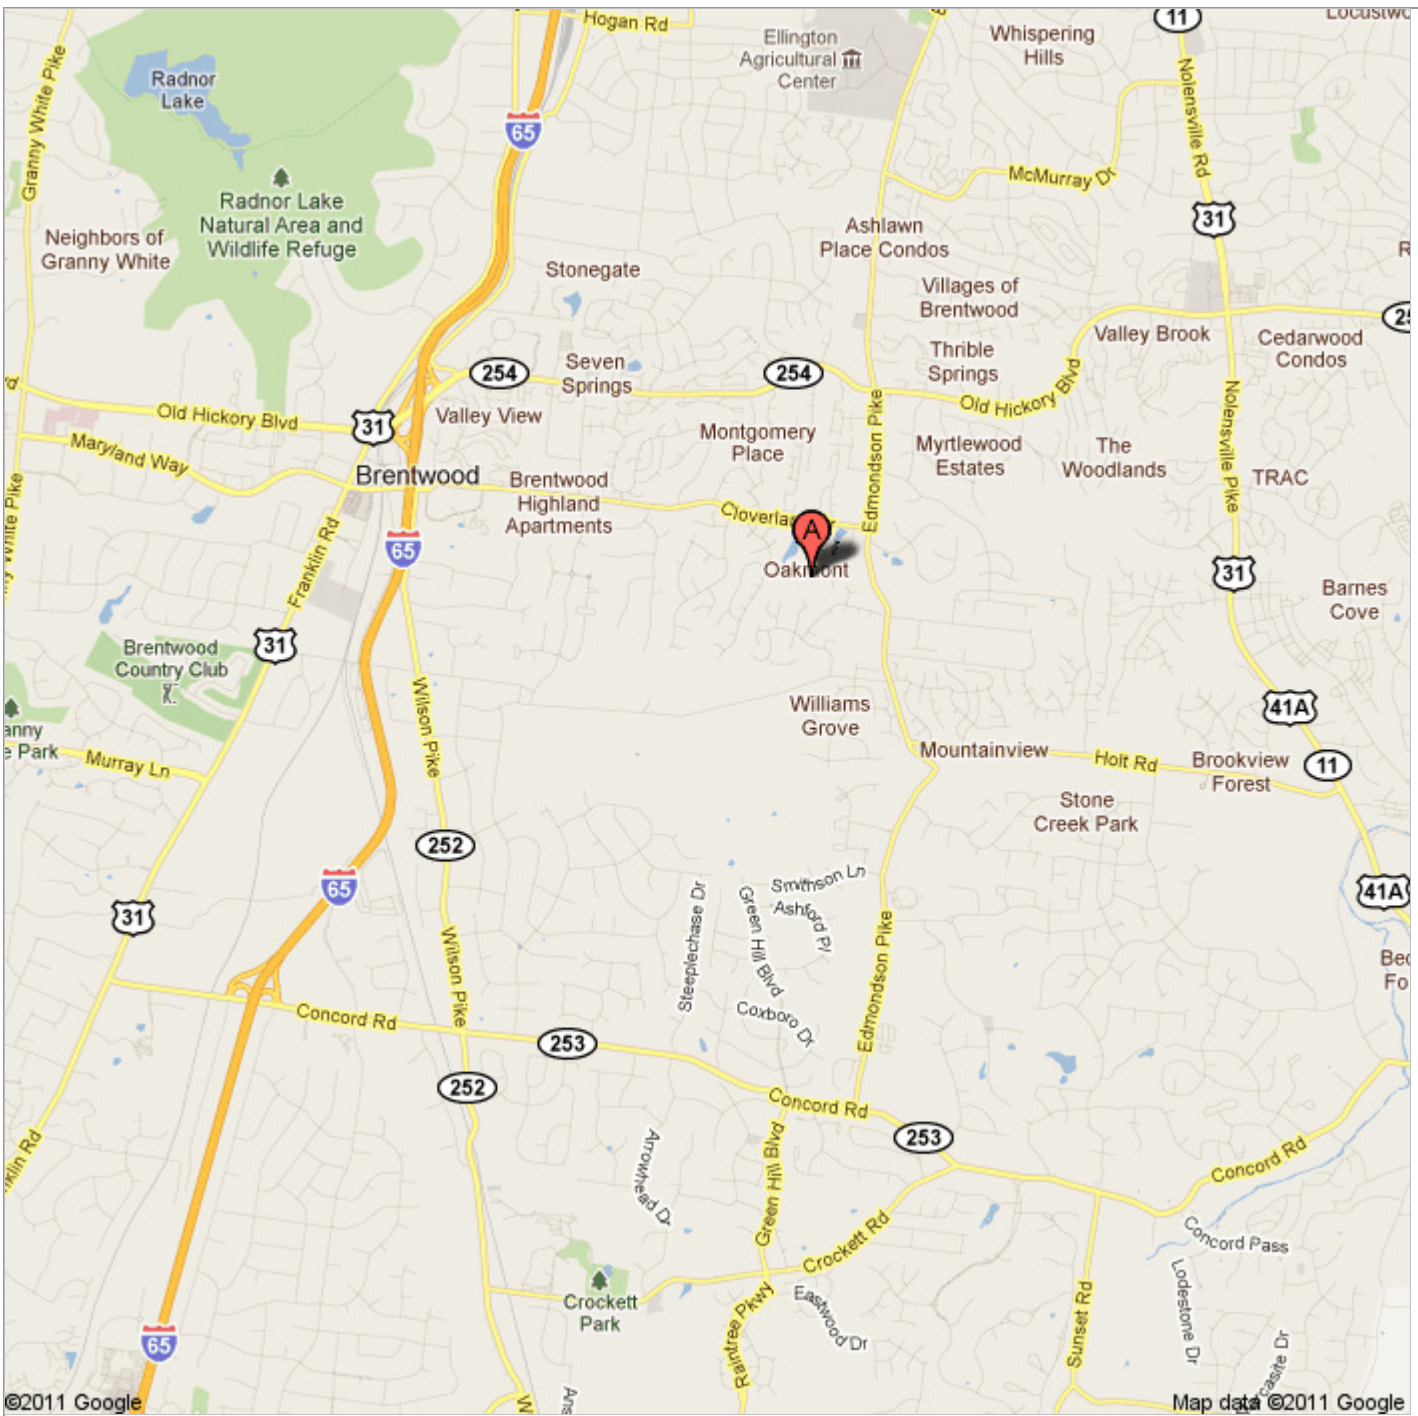 Hogan Rd
11
Ellington
Agricultural
Center
Whispering
Hills
Radnor
Lake
Granny White Pike
65
Nolensville Rd
McMurray Dr
Radnor Lake
Natural Area and
Wildlife Refuge
31
Neighbors of
Granny White
Ashlawn
Place Condos
Stonegate
Villages of
Brentwood
Valley Brook
Cedarwood
Condos
254
Seven
Springs
254
Thrible
Springs
Old Hickory Blvd
Old Hickory Blvd
31
Valley View
Edmondson Pike
Nolensville Pike
Maryland Way
Brentwood
Montgomery
Place
Myrtlewood
Estates
The
Woodlands
TRAC
Brentwood
Highland
Apartments
A
65
Franklin Rd
31
Barnes
Cove
31
Brentwood
Country Club
Wilson Pike
Williams
Grove
41A
Mountainview
Holt Rd
Brookview
Forest
11
Murray Ln
Stone
Creek Park
252
65
Smithson Ln
Ashford Pl
Steeplechase Dr
Green Hill Blvd
41A
31
Edmondson Pike
Wilson Pike
Coxboro Dr
Concord Rd
253
252
Concord Rd
253
Arrowhead Dr
Green Hill Blvd
Concord Rd
Crockett Rd
Concord Pass
Lodestone Dr
Crockett
Park
Raintree Pkwy
Eastwood Dr
Sunset Rd
65
©2011 Google
Map data ©2011 Google